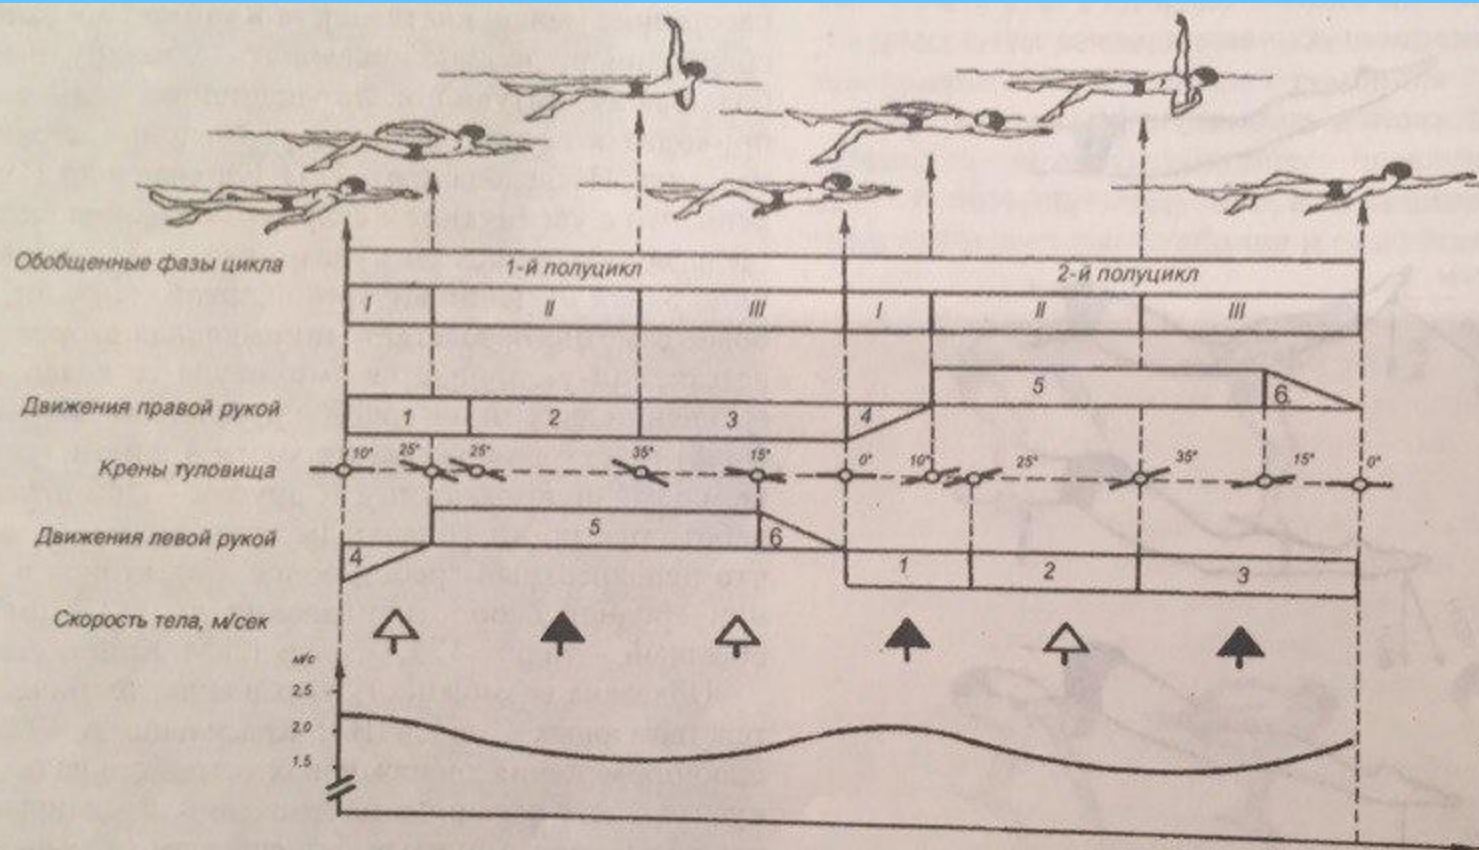 Обобщенные фазы цикла
1-й полуцикл 2-й полуцикл
I II III I II III
5 6
Движения правой рукой
1 2 3 4
10° 25° 25° 35° 15° 0° 10° 25° 35° 15° 0°
Крены туловища
5 6
Движения левой рукой
4 1 2 3
Скорость тела, м/сек
м/с
2,5
2,0
1,5